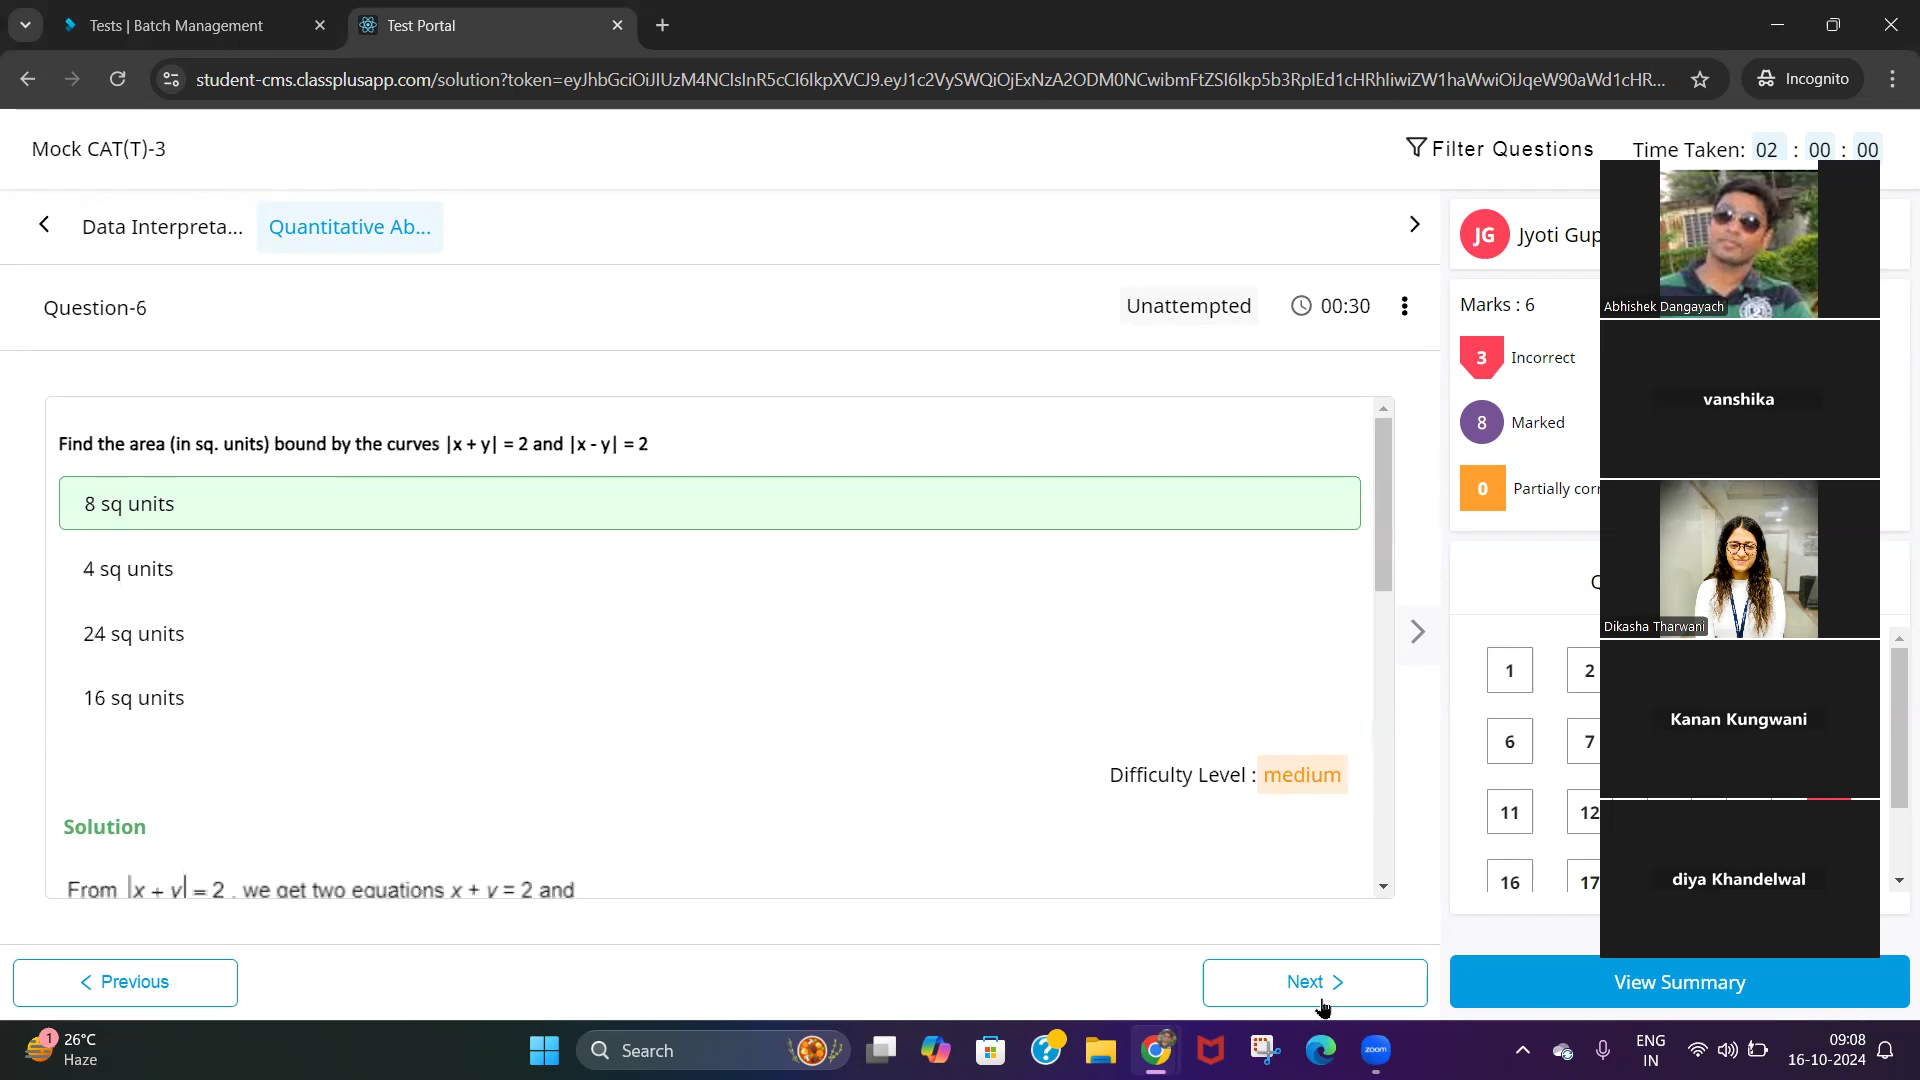 Tests | Batch Management
Test Portal
student-cms.classplusapp.com/solution?token=eyJhbGciOiJIUzM4NCIsInR5cCI6IkpXVCJ9.eyJ1c2VySWQiOjExNzA2ODM0NCwibmFtZSI6Ikp5b3RpIEd1cHRhIiwiZW1haWwiOiJqeW90aWd1cHR...
Incognito
Mock CAT(T)-3
Filter Questions
Time Taken: 02 : 00 : 00
Data Interpreta...
Quantitative Ab...
JG
Jyoti Gup
Abhishek Dangayach
Question-6
Unattempted
00:30
Marks : 6
3 Incorrect
8 Marked
0 Partially corr
vanshika
Find the area (in sq. units) bound by the curves |x + y| = 2 and |x - y| = 2
8 sq units
4 sq units
24 sq units
16 sq units
Dikasha Tharwani
Difficulty Level : medium
Solution
From |x + y| = 2 , we get two equations x + y = 2 and
1 2
6 7
11 12
16 17
Kanan Kungwani
diya Khandelwal
Previous
Next
View Summary
1
26°C
Haze
Search
zoom
ENG
IN
09:08
16-10-2024